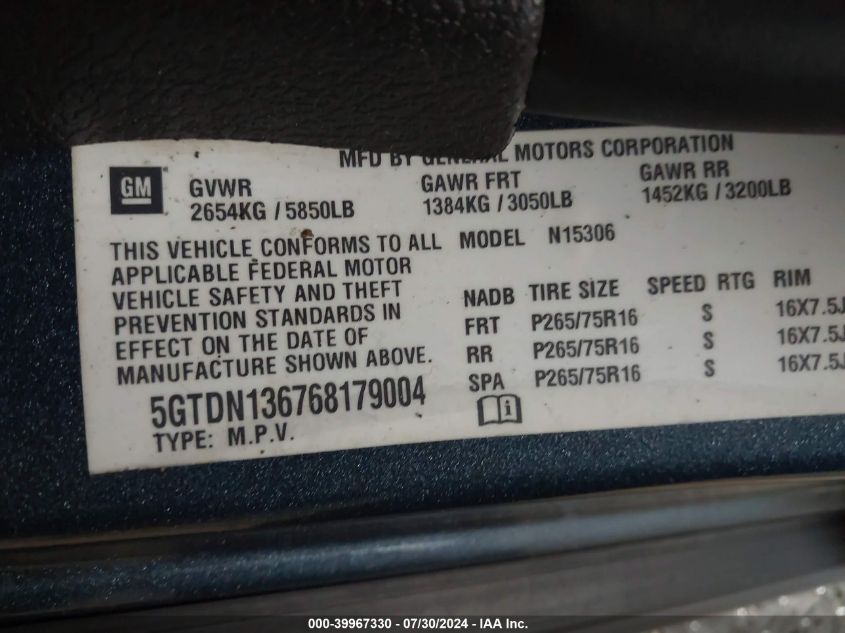 MFD BY GENERAL MOTORS CORPORATION
GM
GVWR GAWR FRT GAWR RR
2654KG / 5850LB 1384KG / 3050LB 1452KG / 3200LB
THIS VEHICLE CONFORMS TO ALL
APPLICABLE FEDERAL MOTOR
VEHICLE SAFETY AND THEFT
PREVENTION STANDARDS IN
EFFECT ON THE DATE OF
MANUFACTURE SHOWN ABOVE.
5GTDN136768179004
TYPE: M.P.V.
MODEL N15306
NADB TIRE SIZE SPEED RTG RIM
FRT P265/75R16 S 16X7.5J
RR P265/75R16 S 16X7.5J
SPA P265/75R16 S 16X7.5J
i
000-39967330 - 07/30/2024 - IAA Inc.